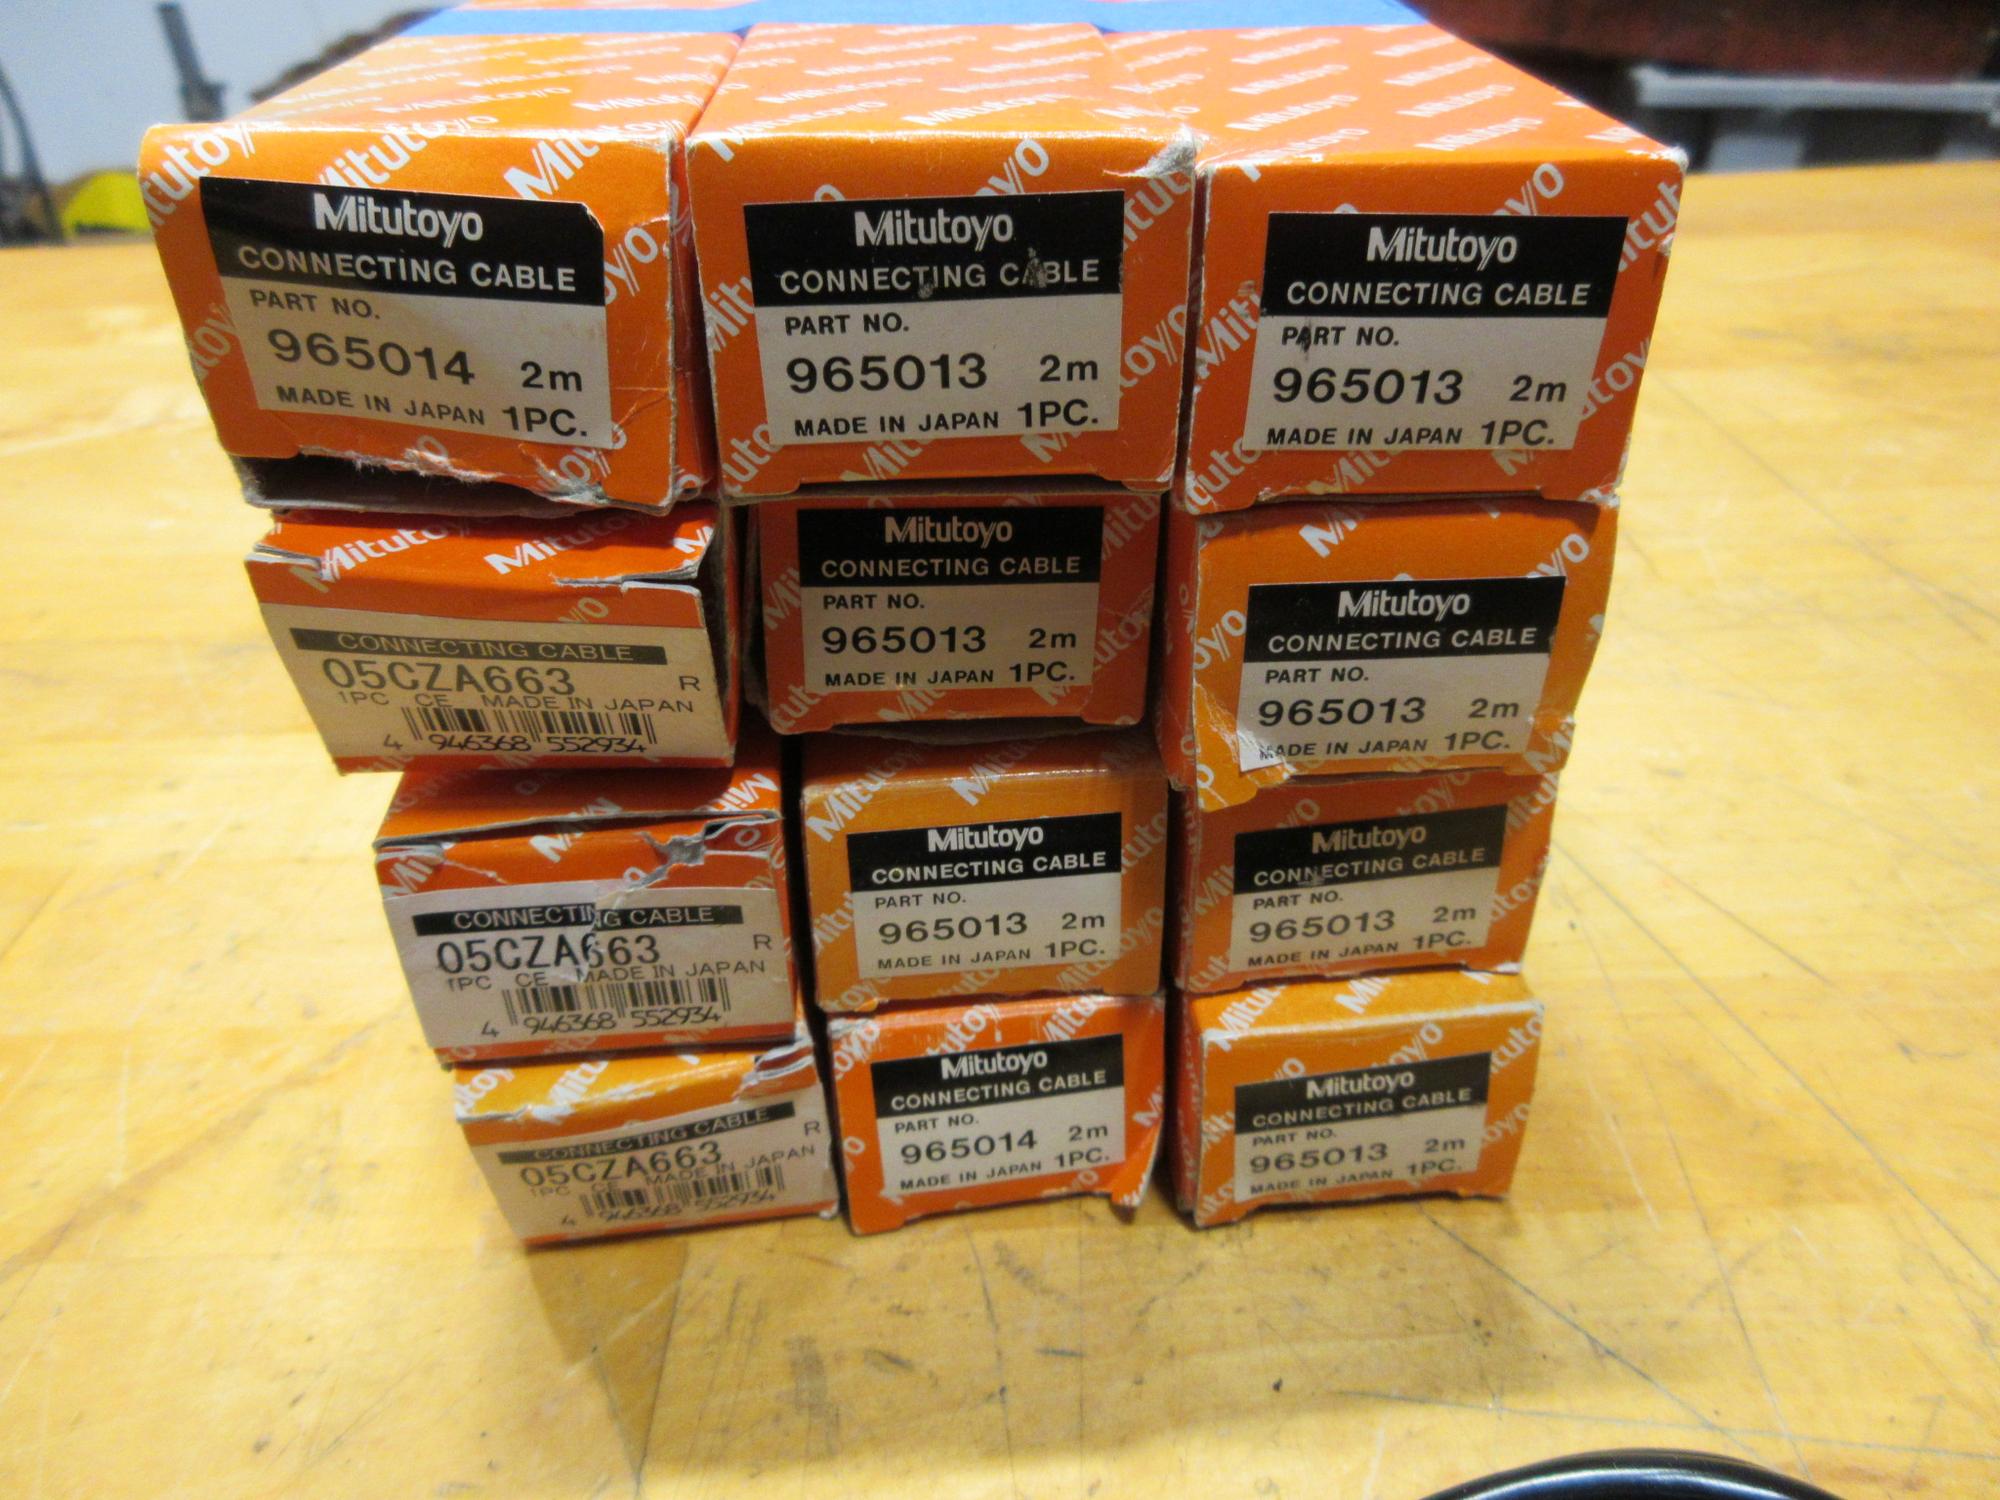 Mitutoyo
CONNECTING CABLE
PART NO.
965014 2m
MADE IN JAPAN 1PC.
Mitutoyo
CONNECTING CABLE
PART NO.
965013 2m
MADE IN JAPAN 1PC.
Mitutoyo
CONNECTING CABLE
PART NO.
965013 2m
MADE IN JAPAN 1PC.
CONNECTING CABLE
05CZA663 R
1PC CE MADE IN JAPAN
4 946368 552934
Mitutoyo
CONNECTING CABLE
PART NO.
965013 2m
MADE IN JAPAN 1PC.
Mitutoyo
CONNECTING CABLE
PART NO.
965013 2m
MADE IN JAPAN 1PC.
CONNECTING CABLE
05CZA663 R
1PC CE MADE IN JAPAN
4 946368 552934
Mitutoyo
CONNECTING CABLE
PART NO.
965013 2m
MADE IN JAPAN 1PC.
Mitutoyo
CONNECTING CABLE
PART NO.
965013 2m
MADE IN JAPAN 1PC.
CONNECTING CABLE
05CZA663 R
1PC CE MADE IN JAPAN
4 946368 552934
Mitutoyo
CONNECTING CABLE
PART NO.
965014 2m
MADE IN JAPAN 1PC.
Mitutoyo
CONNECTING CABLE
PART NO.
965013 2m
MADE IN JAPAN 1PC.